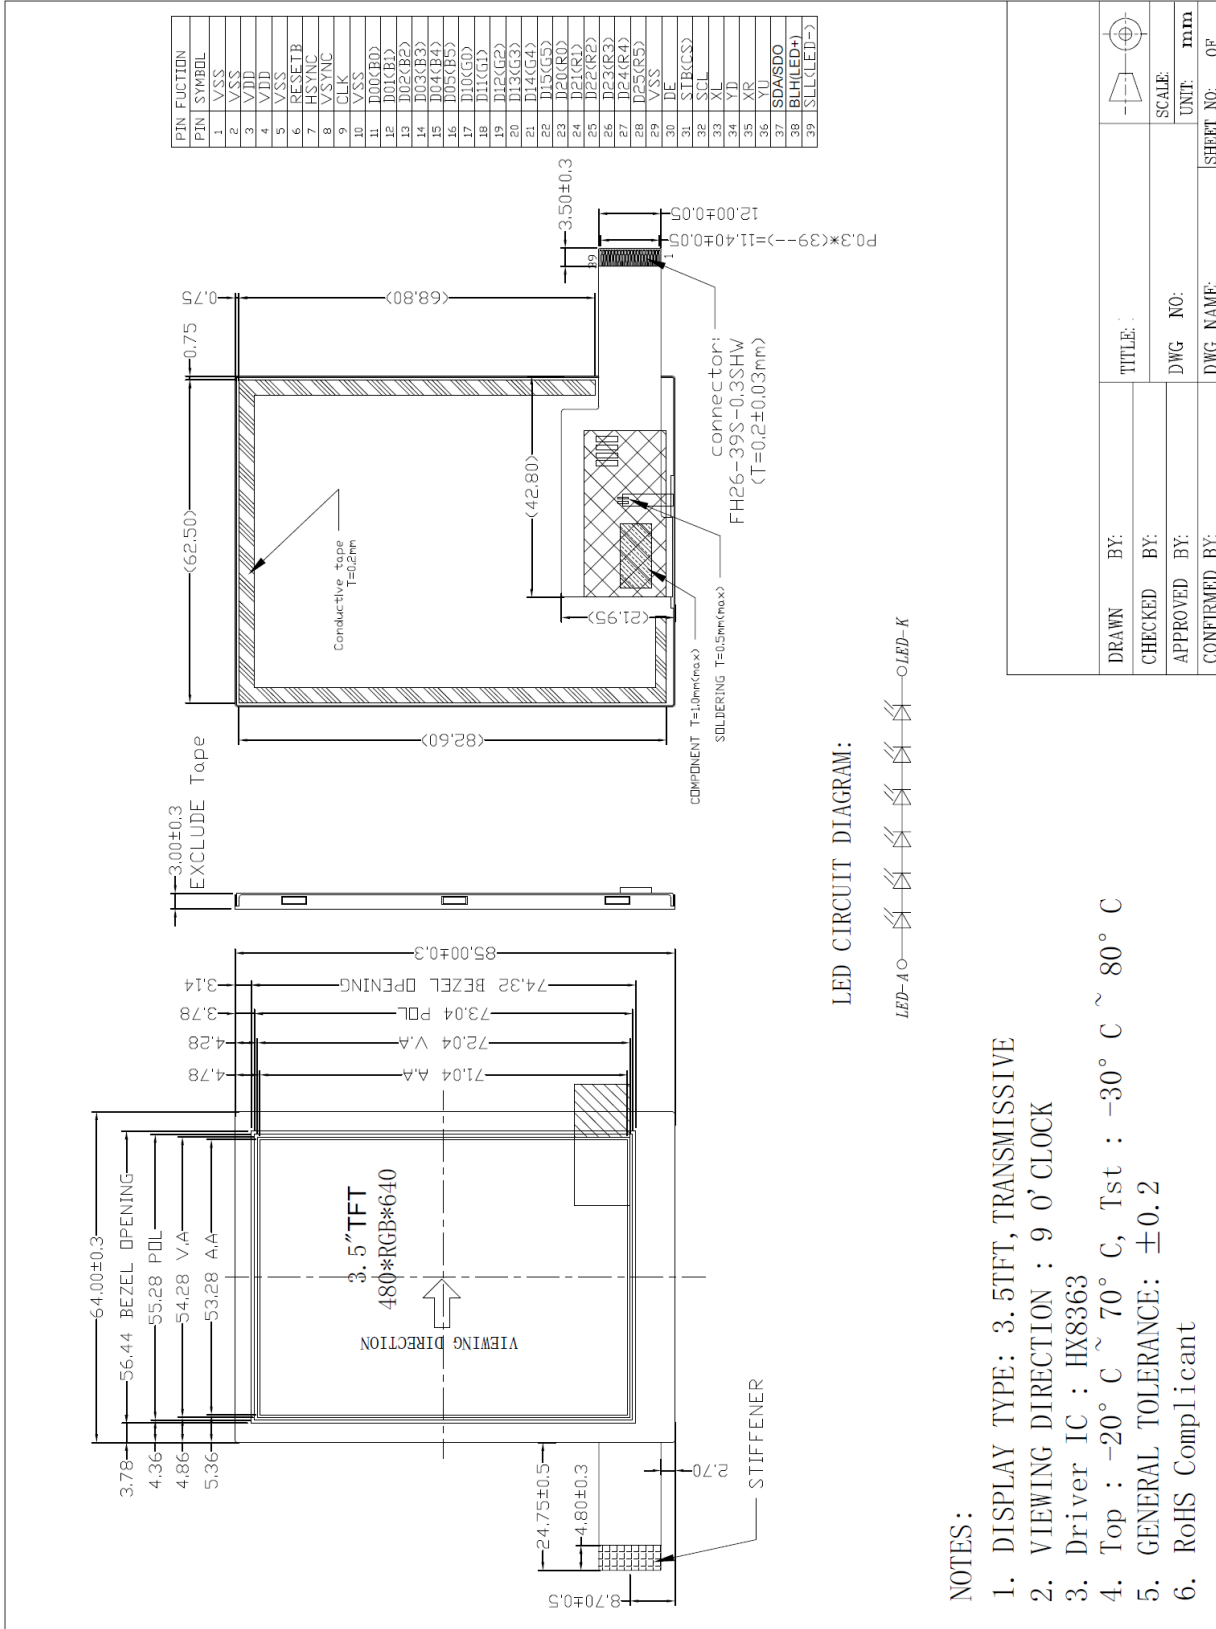 64.00±0.3
56.44 BEZEL OPENING
55.28 POL
54.28 V.A
53.28 A.A
3.78
4.36
4.86
5.36
85.00±0.3
74.32 BEZEL OPENING
73.04 POL
72.04 V.A
71.04 A.A
3.14
3.78
4.28
4.78
3.5"TFT
480*RGB*640
VIEWING DIRECTION
24.75±0.5
4.80±0.3
8.70±0.5
2.70
STIFFENER
3.00±0.3
EXCLUDE Tape
(62.50)
0.75
0.75
(68.80)
(82.60)
(42.80)
(21.95)
Conductive tape
T=0.2mm
COMPONENT T=1.0mm(max)
SOLDERING T=0.5mm(max)
connector:
FH26-39S-0.3SHW
(T=0.2±0.03mm)
3.50±0.3
39
1
12.00±0.05
P0.3*(39--)=11.40±0.05
PIN FUCTION
PIN SYMBOL
1 VSS
2 VSS
3 VDD
4 VDD
5 VSS
6 RESETB
7 HSYNC
8 VSYNC
9 CLK
10 VSS
11 D00(B0)
12 D01(B1)
13 D02(B2)
14 D03(B3)
15 D04(B4)
16 D05(B5)
17 D10(G0)
18 D11(G1)
19 D12(G2)
20 D13(G3)
21 D14(G4)
22 D15(G5)
23 D20(R0)
24 D21(R1)
25 D22(R2)
26 D23(R3)
27 D24(R4)
28 D25(R5)
29 VSS
30 DE
31 STB(CS)
32 SCL
33 XL
34 YD
35 XR
36 YU
37 SDA/SDO
38 BLH(LED+)
39 SLL(LED-)
LED CIRCUIT DIAGRAM:
LED-A
LED-K
NOTES:
1. DISPLAY TYPE: 3.5TFT, TRANSMISSIVE
2. VIEWING DIRECTION : 9 O' CLOCK
3. Driver IC : HX8363
4. Top : -20° C ~ 70° C, Tst : -30° C ~ 80° C
5. GENERAL TOLERANCE: ±0.2
6. RoHS Complicant
DRAWN BY:
CHECKED BY:
APPROVED BY:
CONFIRMED BY:
TITLE:
DWG NO:
DWG NAME:
SCALE:
UNIT: mm
SHEET NO: OF